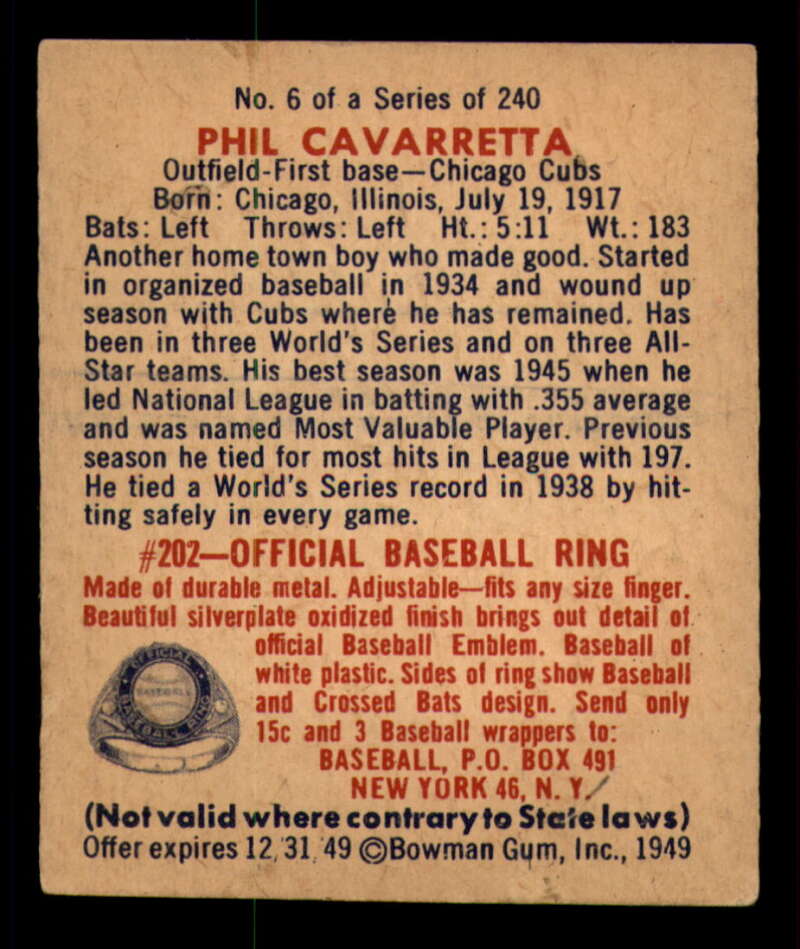 No. 6 of a Series of 240
PHIL CAVARRETTA
Outfield-First base—Chicago Cubs
Born: Chicago, Illinois, July 19, 1917
Bats: Left Throws: Left Ht.: 5:11 Wt.: 183
Another home town boy who made good. Started
in organized baseball in 1934 and wound up
season with Cubs where he has remained. Has
been in three World's Series and on three All-
Star teams. His best season was 1945 when he
led National League in batting with .355 average
and was named Most Valuable Player. Previous
season he tied for most hits in League with 197.
He tied a World's Series record in 1938 by hit-
ting safely in every game.
#202—OFFICIAL BASEBALL RING
Made of durable metal. Adjustable—fits any size finger.
Beautiful silverplate oxidized finish brings out detail of
official Baseball Emblem. Baseball of
white plastic. Sides of ring show Baseball
and Crossed Bats design. Send only
15c and 3 Baseball wrappers to:
BASEBALL, P.O. BOX 491
NEW YORK 46, N. Y.
OFFICIAL
BASEBALL
BASEBALL RING
(Not valid where contrary to State laws)
Offer expires 12,31,49 ©Bowman Gum, Inc., 1949